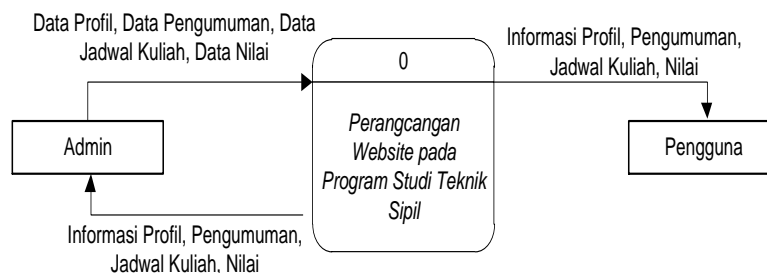 Data Profil, Data Pengumuman, Data
Jadwal Kuliah, Data Nilai
0
Informasi Profil, Pengumuman,
Jadwal Kuliah, Nilai
Admin
Perangcangan
Website pada
Program Studi Teknik
Sipil
Pengguna
Informasi Profil, Pengumuman,
Jadwal Kuliah, Nilai